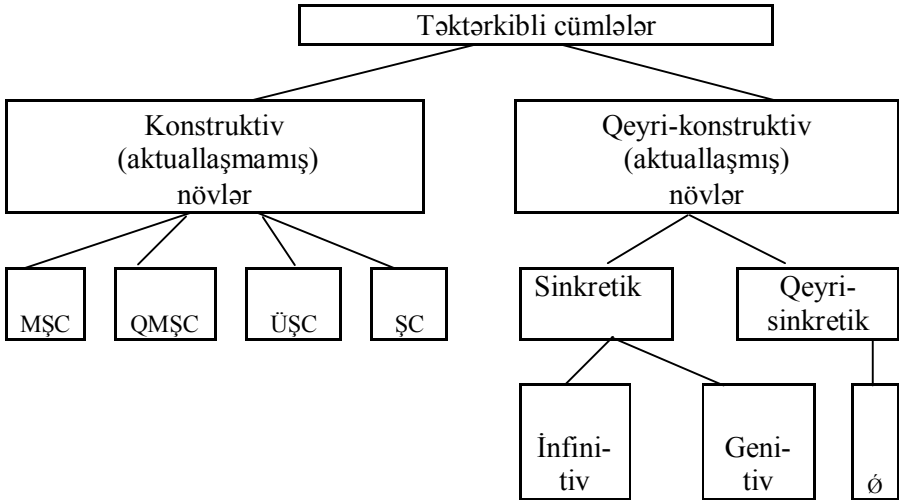 Təktərkibli cümlələr
Konstruktiv
(aktuallaşmamış)
növlər
Qeyri-konstruktiv
(aktuallaşmış)
növlər
MŞC
QMŞC
ÜŞC
ŞC
Sinkretik
Qeyri-
sinkretik
İnfini-
tiv
Geni-
tiv
Ǿ